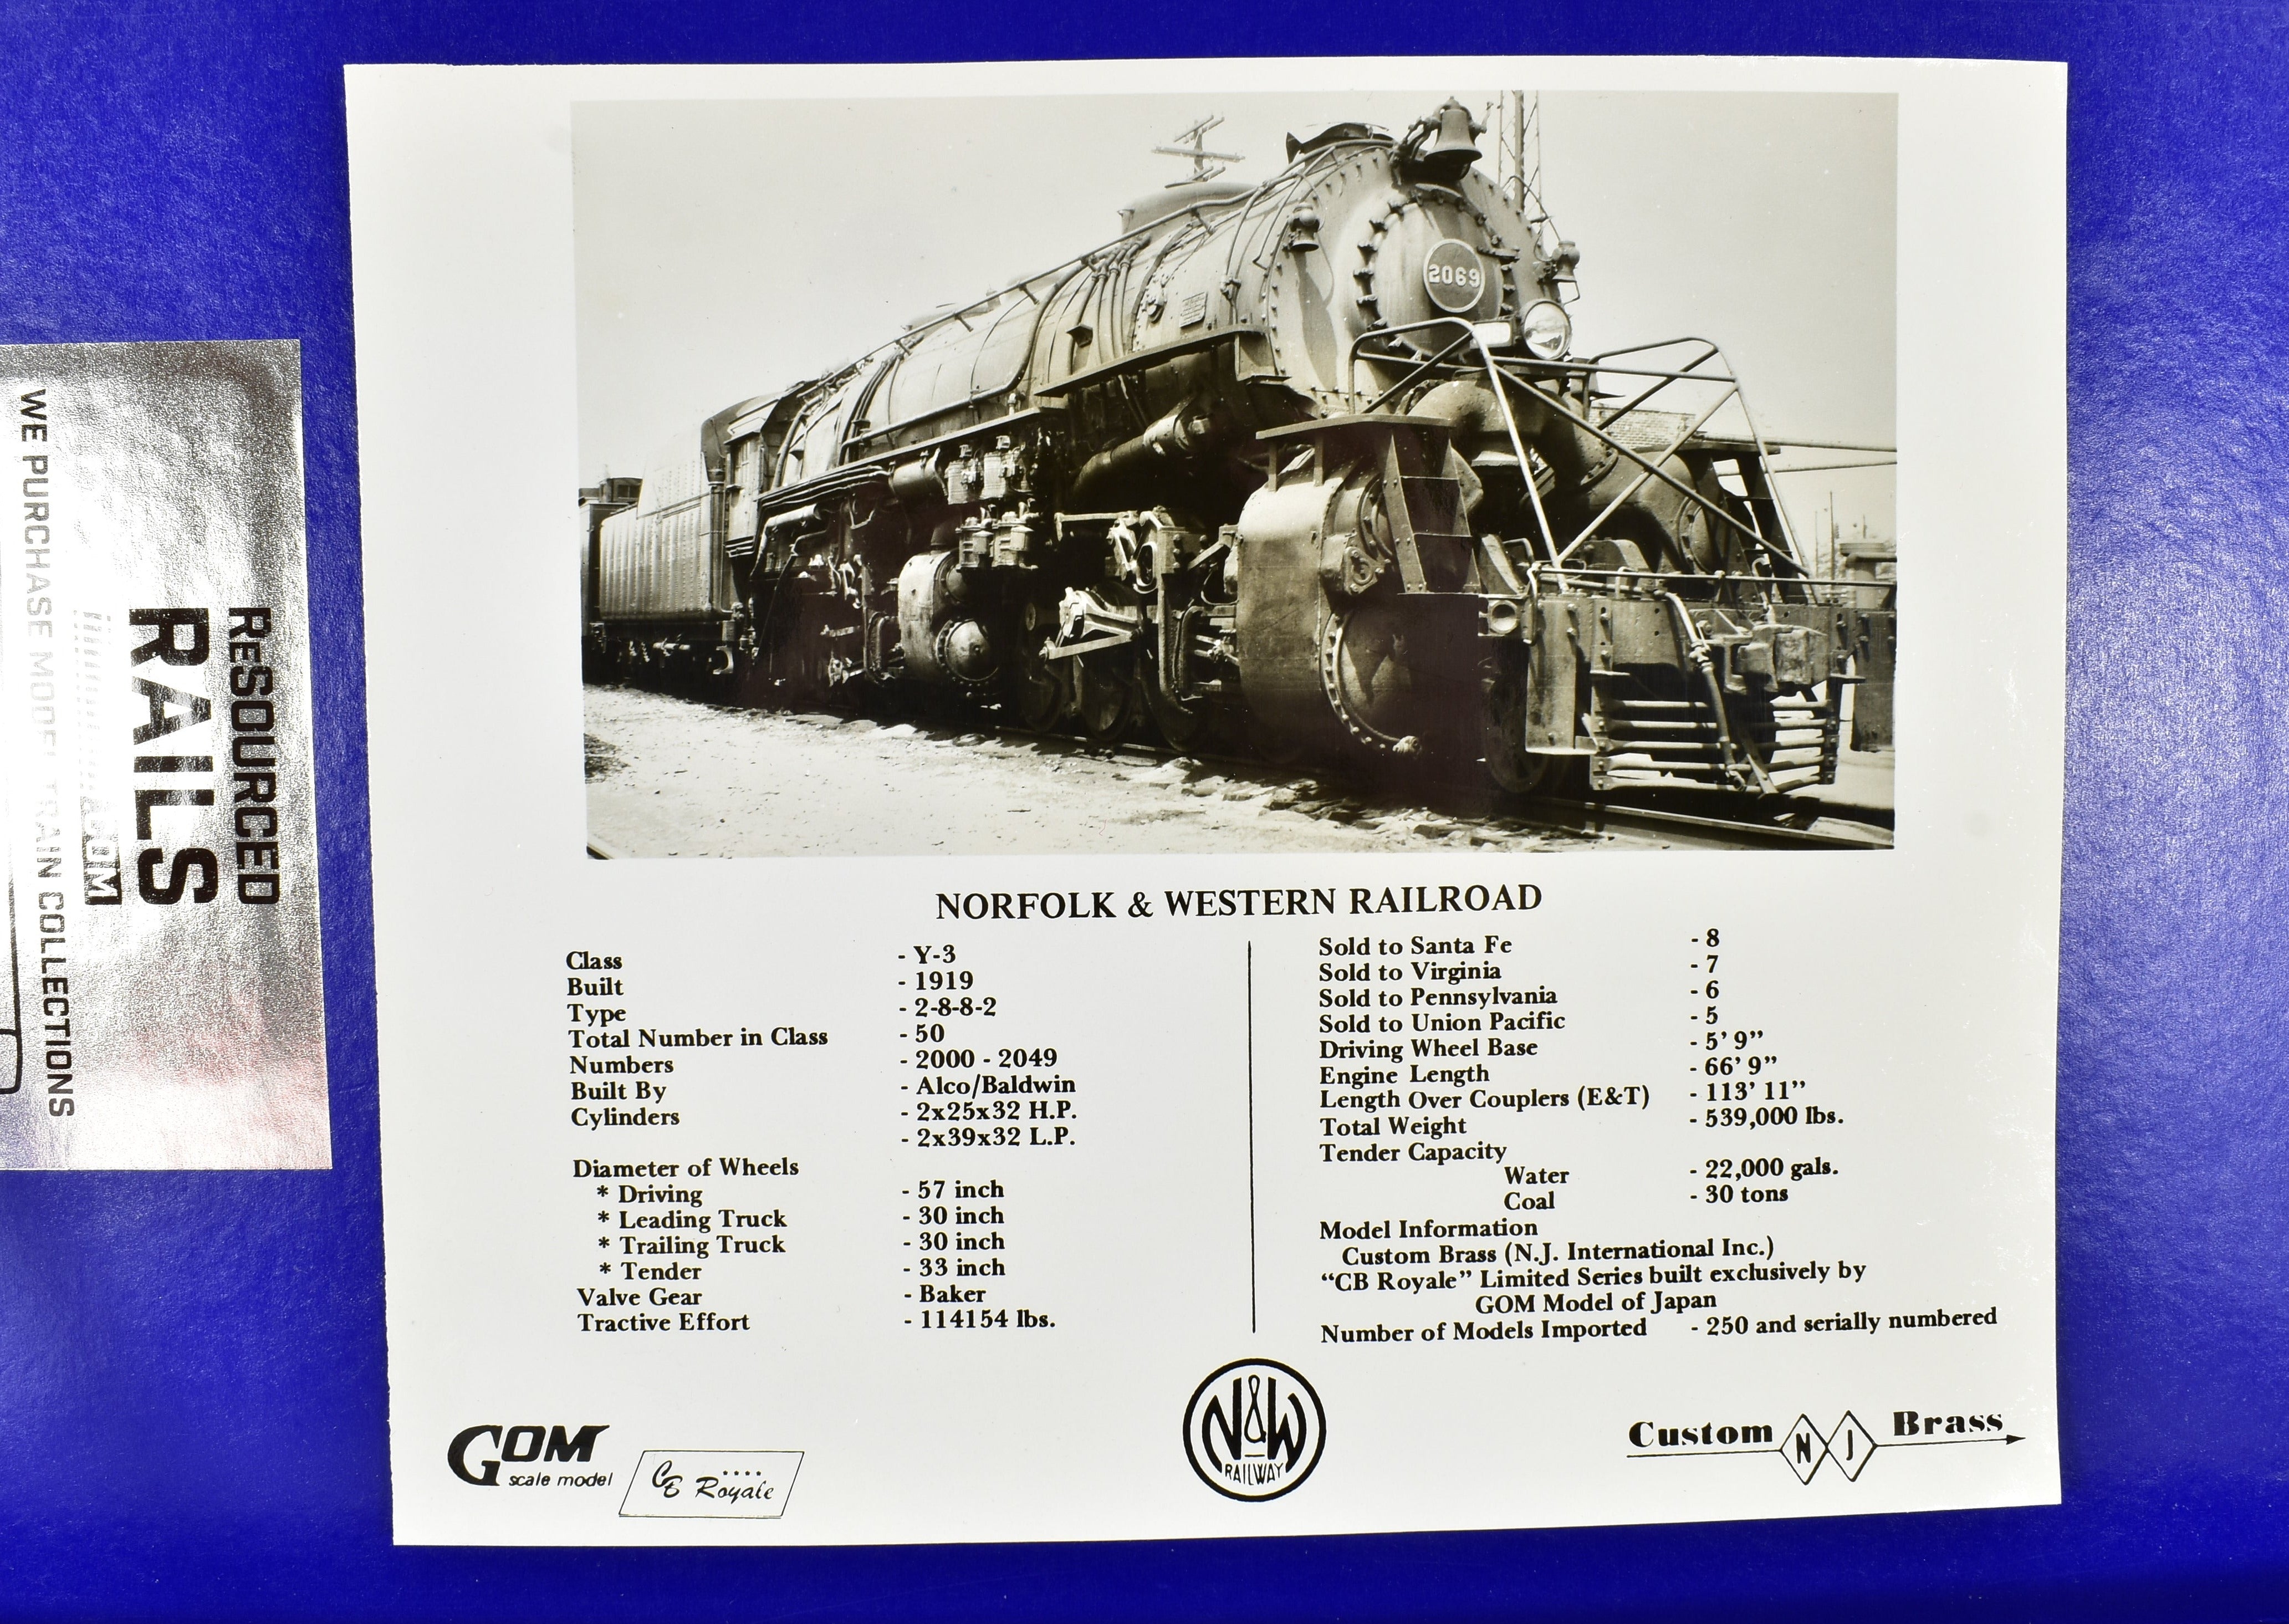 2069
NORFOLK & WESTERN RAILROAD
Class - Y-3
Built - 1919
Type - 2-8-8-2
Total Number in Class - 50
Numbers - 2000 - 2049
Built By - Alco/Baldwin
Cylinders - 2x25x32 H.P.
- 2x39x32 L.P.
Diameter of Wheels
* Driving - 57 inch
* Leading Truck - 30 inch
* Trailing Truck - 30 inch
* Tender - 33 inch
Valve Gear - Baker
Tractive Effort - 114154 lbs.
Sold to Santa Fe - 8
Sold to Virginia - 7
Sold to Pennsylvania - 6
Sold to Union Pacific - 5
Driving Wheel Base - 5' 9”
Engine Length - 66' 9”
Length Over Couplers (E&T) - 113' 11”
Total Weight - 539,000 lbs.
Tender Capacity
Water - 22,000 gals.
Coal - 30 tons
Model Information
Custom Brass (N.J. International Inc.)
“CB Royale” Limited Series built exclusively by
GOM Model of Japan
Number of Models Imported - 250 and serially numbered
GOM
scale model
CB Royale
N&W
RAILWAY
Custom NJ Brass
RESOURCED
RAILS
.COM
WE PURCHASE MODEL TRAIN COLLECTIONS